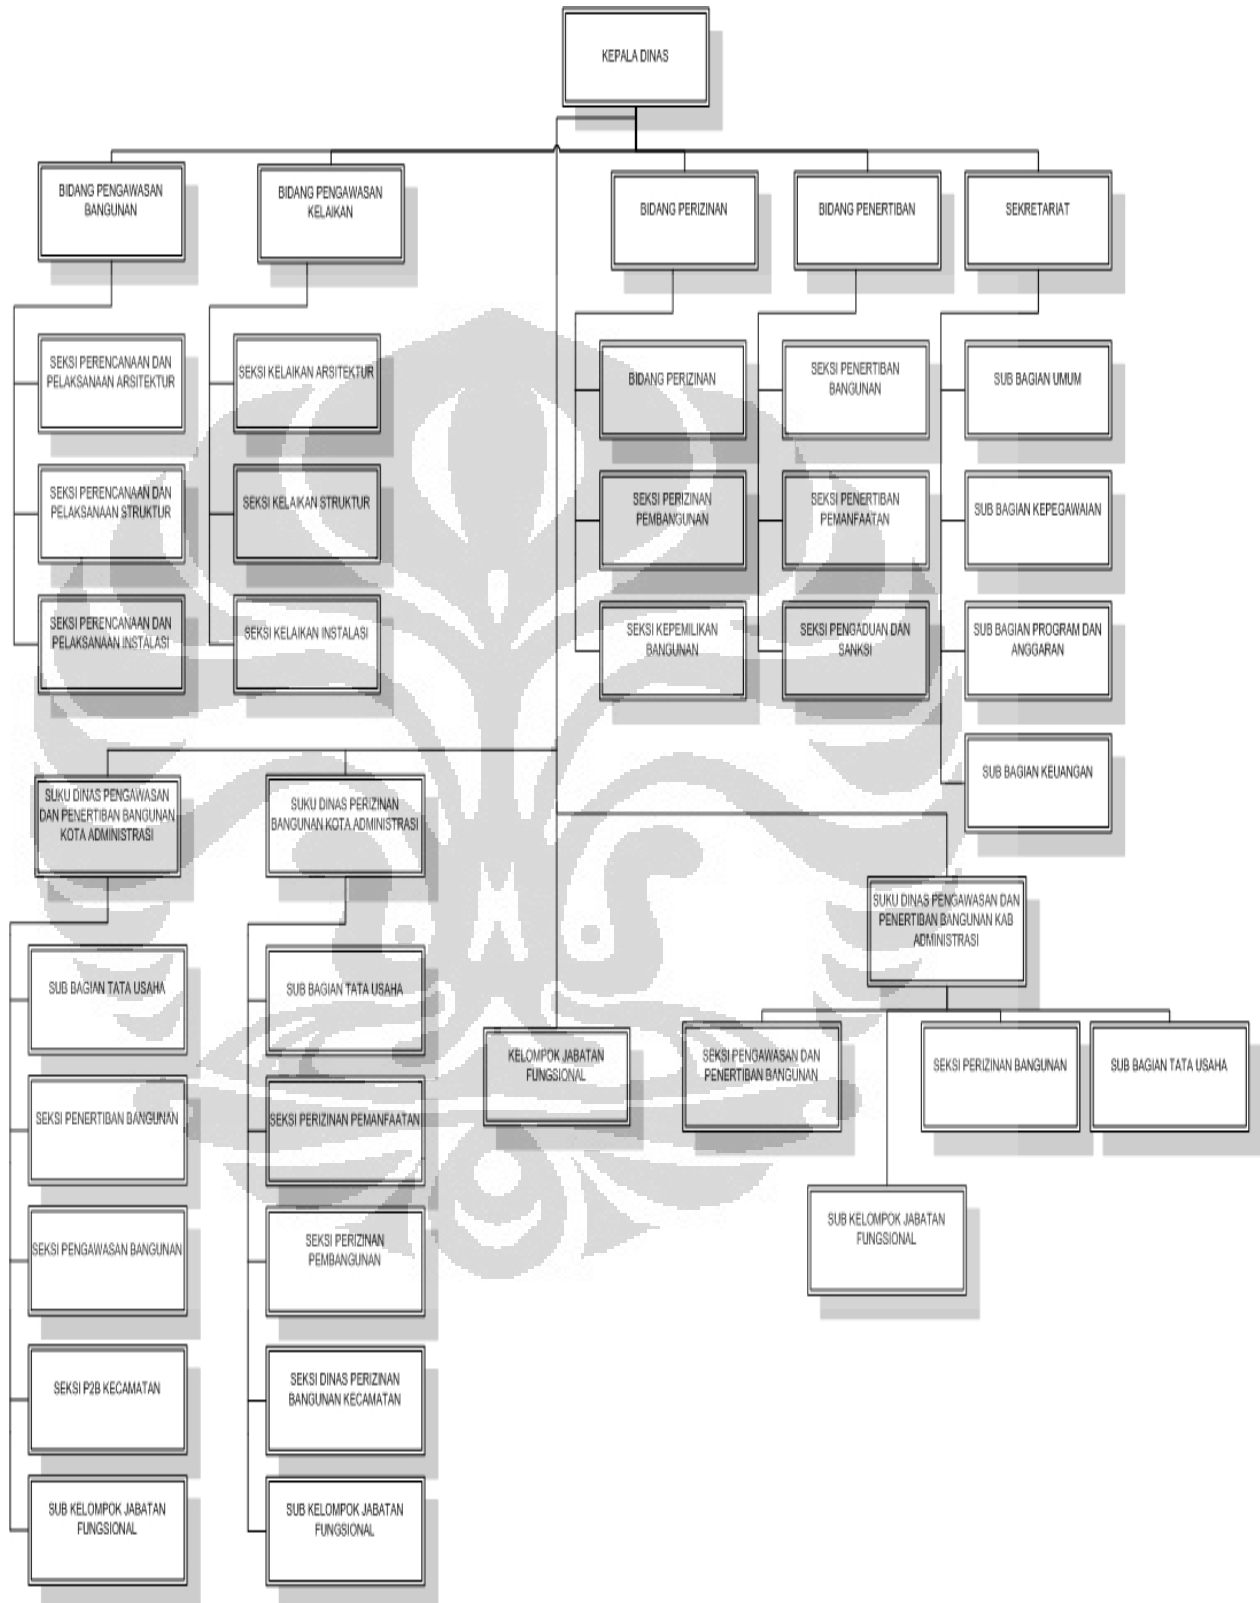 KEPALA DINAS
BIDANG PENGAWASAN
BANGUNAN
BIDANG PENGAWASAN
KELAIKAN
BIDANG PERIZINAN
BIDANG PENERTIBAN
SEKRETARIAT
SEKSI PERENCANAAN DAN
PELAKSANAAN ARSITEKTUR
SEKSI KELAIKAN ARSITEKTUR
BIDANG PERIZINAN
SEKSI PENERTIBAN
BANGUNAN
SUB BAGIAN UMUM
SEKSI PERENCANAAN DAN
PELAKSANAAN STRUKTUR
SEKSI KELAIKAN STRUKTUR
SEKSI PERIZINAN
PEMBANGUNAN
SEKSI PENERTIBAN
PEMANFAATAN
SUB BAGIAN KEPEGAWAIAN
SEKSI PERENCANAAN DAN
PELAKSANAAN INSTALASI
SEKSI KELAIKAN INSTALASI
SEKSI KEPEMILIKAN
BANGUNAN
SEKSI PENGADUAN DAN
SANKSI
SUB BAGIAN PROGRAM DAN
ANGGARAN
SUB BAGIAN KEUANGAN
SUKU DINAS PENGAWASAN
DAN PENERTIBAN BANGUNAN
KOTA ADMINISTRASI
SUKU DINAS PERIZINAN
BANGUNAN KOTA ADMINISTRASI
SUKU DINAS PENGAWASAN DAN
PENERTIBAN BANGUNAN KAB
ADMINISTRASI
SUB BAGIAN TATA USAHA
SUB BAGIAN TATA USAHA
KELOMPOK JABATAN
FUNGSIONAL
SEKSI PENGAWASAN DAN
PENERTIBAN BANGUNAN
SEKSI PERIZINAN BANGUNAN
SUB BAGIAN TATA USAHA
SEKSI PENERTIBAN BANGUNAN
SEKSI PERIZINAN PEMANFAATAN
SUB KELOMPOK JABATAN
FUNGSIONAL
SEKSI PENGAWASAN BANGUNAN
SEKSI PERIZINAN
PEMBANGUNAN
SEKSI P2B KECAMATAN
SEKSI DINAS PERIZINAN
BANGUNAN KECAMATAN
SUB KELOMPOK JABATAN
FUNGSIONAL
SUB KELOMPOK JABATAN
FUNGSIONAL